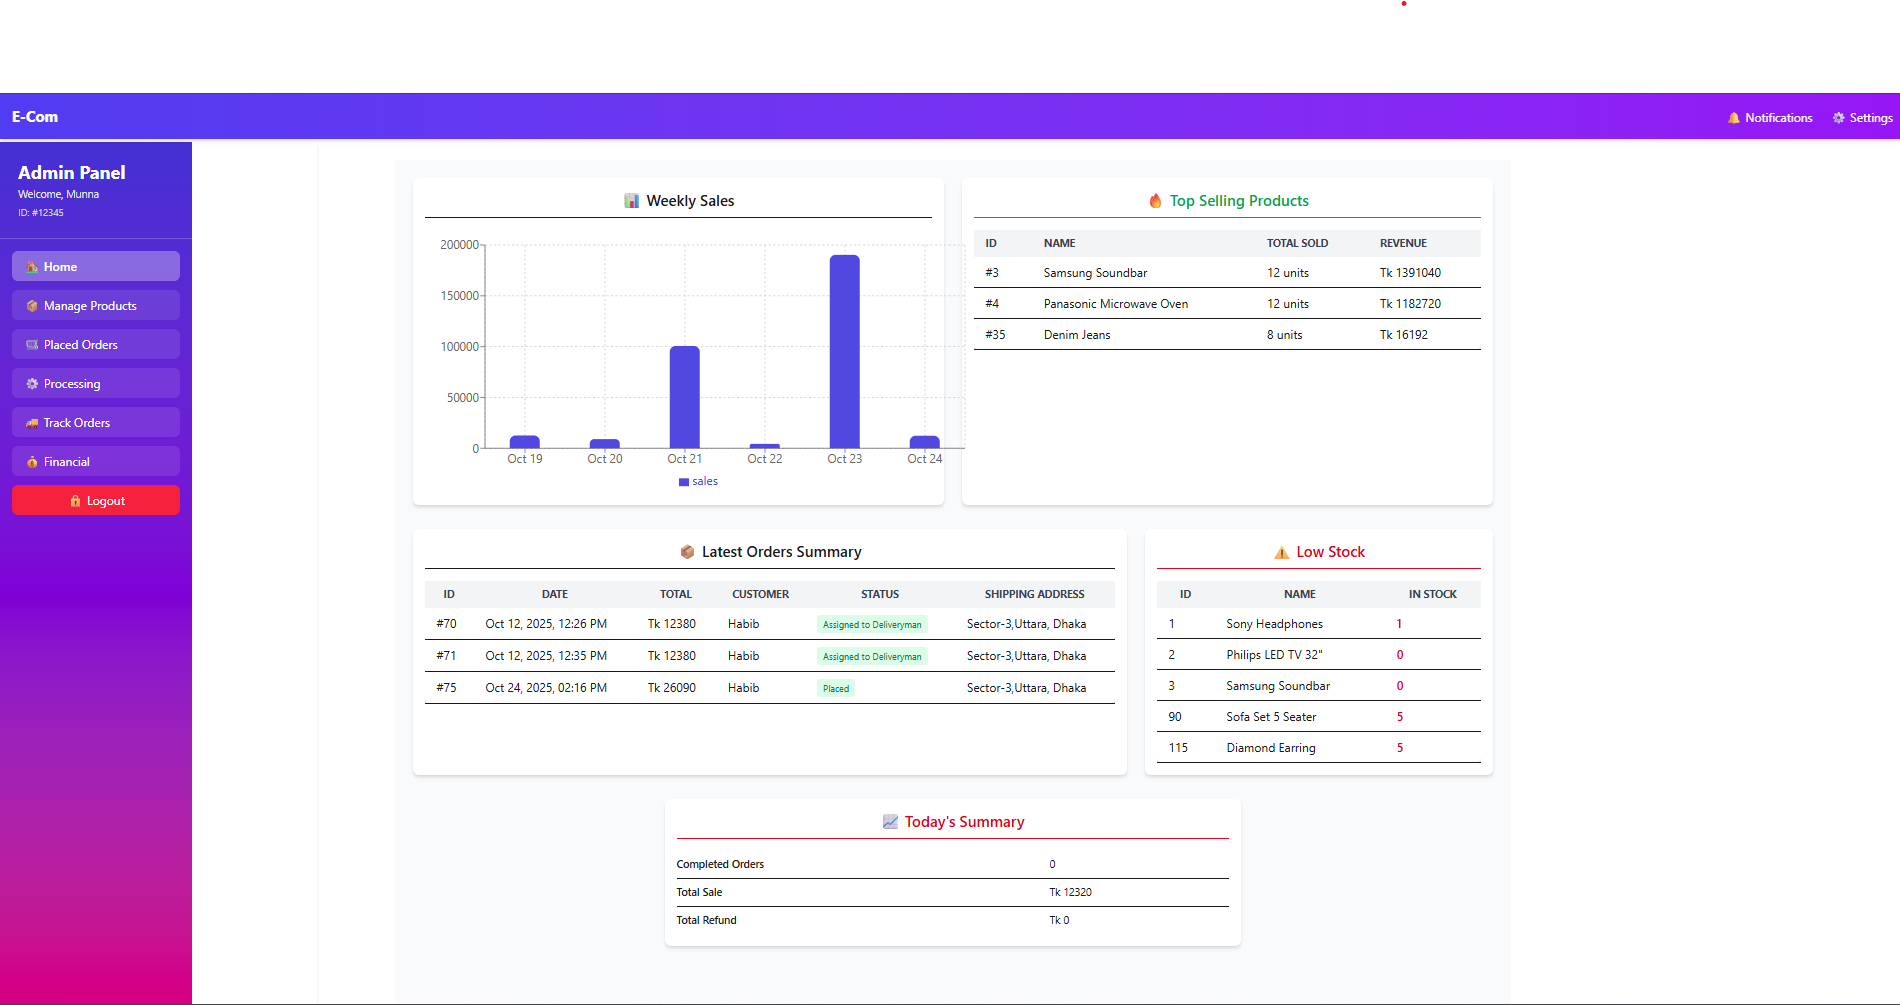 E-Com
🔔 Notifications ⚙️ Settings
Admin Panel
Welcome, Munna
ID: #12345
Home
Manage Products
Placed Orders
Processing
Track Orders
Financial
Logout
Weekly Sales
200000
150000
100000
50000
0
Oct 19 Oct 20 Oct 21 Oct 22 Oct 23 Oct 24
sales
Top Selling Products
ID NAME TOTAL SOLD REVENUE
#3 Samsung Soundbar 12 units Tk 1391040
#4 Panasonic Microwave Oven 12 units Tk 1182720
#35 Denim Jeans 8 units Tk 16192
Latest Orders Summary
ID DATE TOTAL CUSTOMER STATUS SHIPPING ADDRESS
#70 Oct 12, 2025, 12:26 PM Tk 12380 Habib Assigned to Deliveryman Sector-3,Uttara, Dhaka
#71 Oct 12, 2025, 12:35 PM Tk 12380 Habib Assigned to Deliveryman Sector-3,Uttara, Dhaka
#75 Oct 24, 2025, 02:16 PM Tk 26090 Habib Placed Sector-3,Uttara, Dhaka
Low Stock
ID NAME IN STOCK
1 Sony Headphones 1
2 Philips LED TV 32" 0
3 Samsung Soundbar 0
90 Sofa Set 5 Seater 5
115 Diamond Earring 5
Today's Summary
Completed Orders 0
Total Sale Tk 12320
Total Refund Tk 0